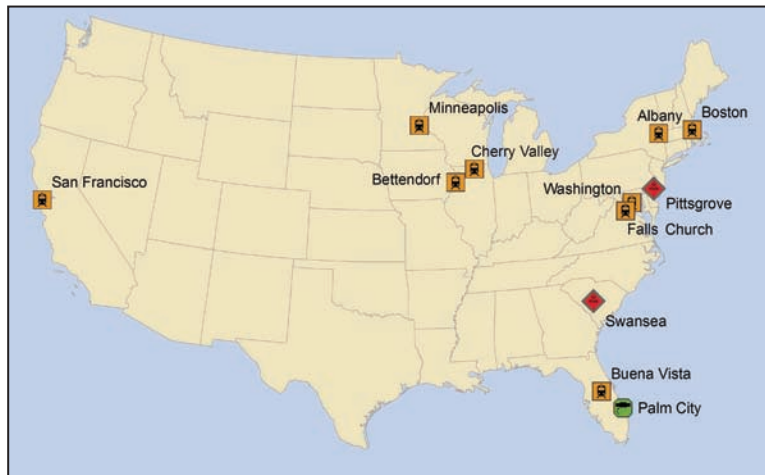 Minneapolis
Albany
Boston
Cherry Valley
Bettendorf
San Francisco
Washington
Pittsgrove
Falls Church
Swansea
Buena Vista
Palm City